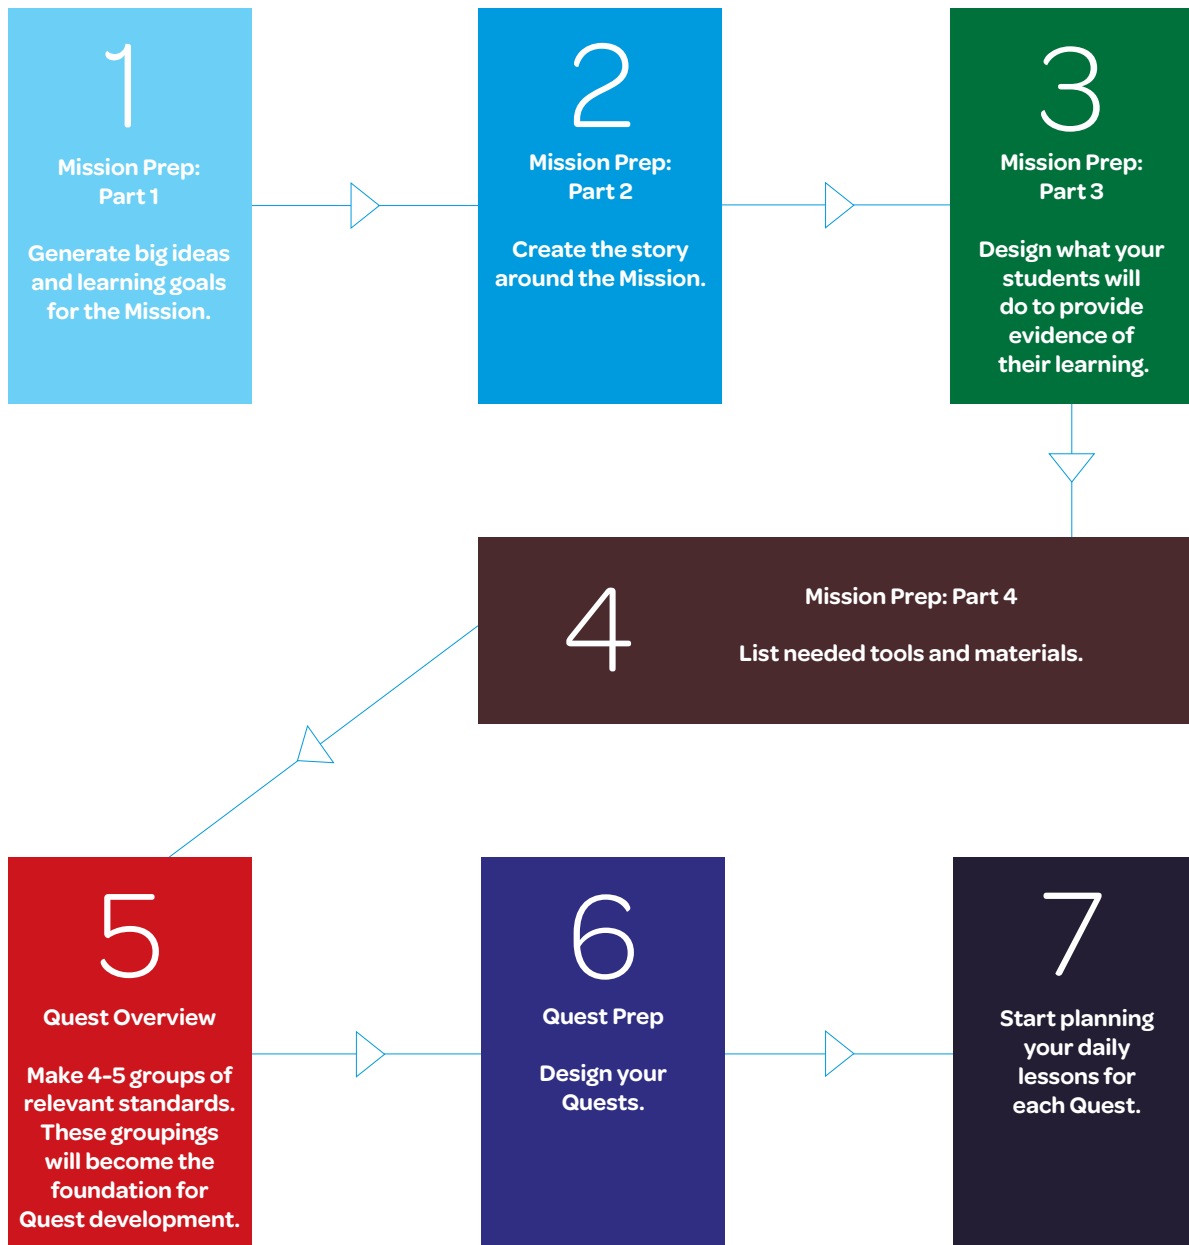 1
Mission Prep:
Part 1
Generate big ideas
and learning goals
for the Mission.
2
Mission Prep:
Part 2
Create the story
around the Mission.
3
Mission Prep:
Part 3
Design what your
students will
do to provide
evidence of
their learning.
4
Mission Prep: Part 4
List needed tools and materials.
5
Quest Overview
Make 4-5 groups of
relevant standards.
These groupings
will become the
foundation for
Quest development.
6
Quest Prep
Design your
Quests.
7
Start planning
your daily
lessons for
each Quest.